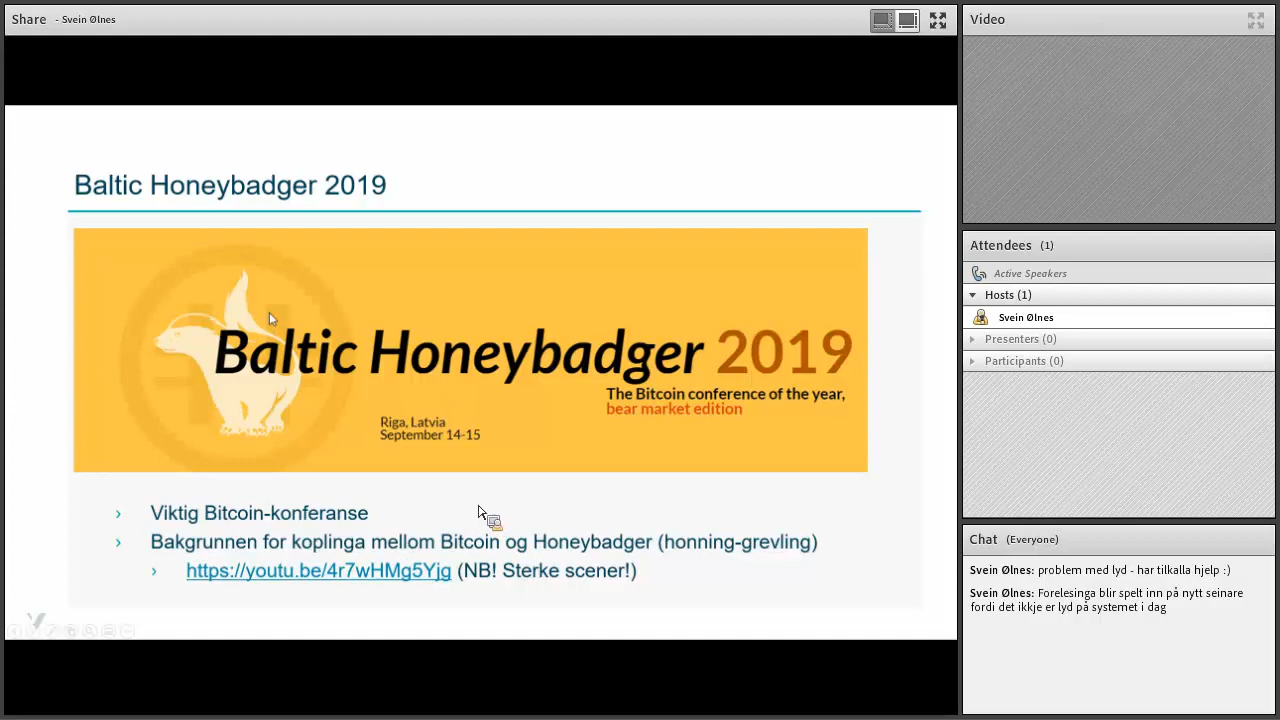 Share - Svein Ølnes
Baltic Honeybadger 2019
Baltic Honeybadger 2019
The Bitcoin conference of the year,
bear market edition
Riga, Latvia
September 14-15
› Viktig Bitcoin-konferanse
› Bakgrunnen for koplinga mellom Bitcoin og Honeybadger (honning-grevling)
› https://youtu.be/4r7wHMg5Yjg (NB! Sterke scener!)
Video
Attendees (1)
Active Speakers
Hosts (1)
Svein Ølnes
Presenters (0)
Participants (0)
Chat (Everyone)
Svein Ølnes: problem med lyd - har tilkalla hjelp :)
Svein Ølnes: Forelesinga blir spelt inn på nytt seinare
fordi det ikkje er lyd på systemet i dag